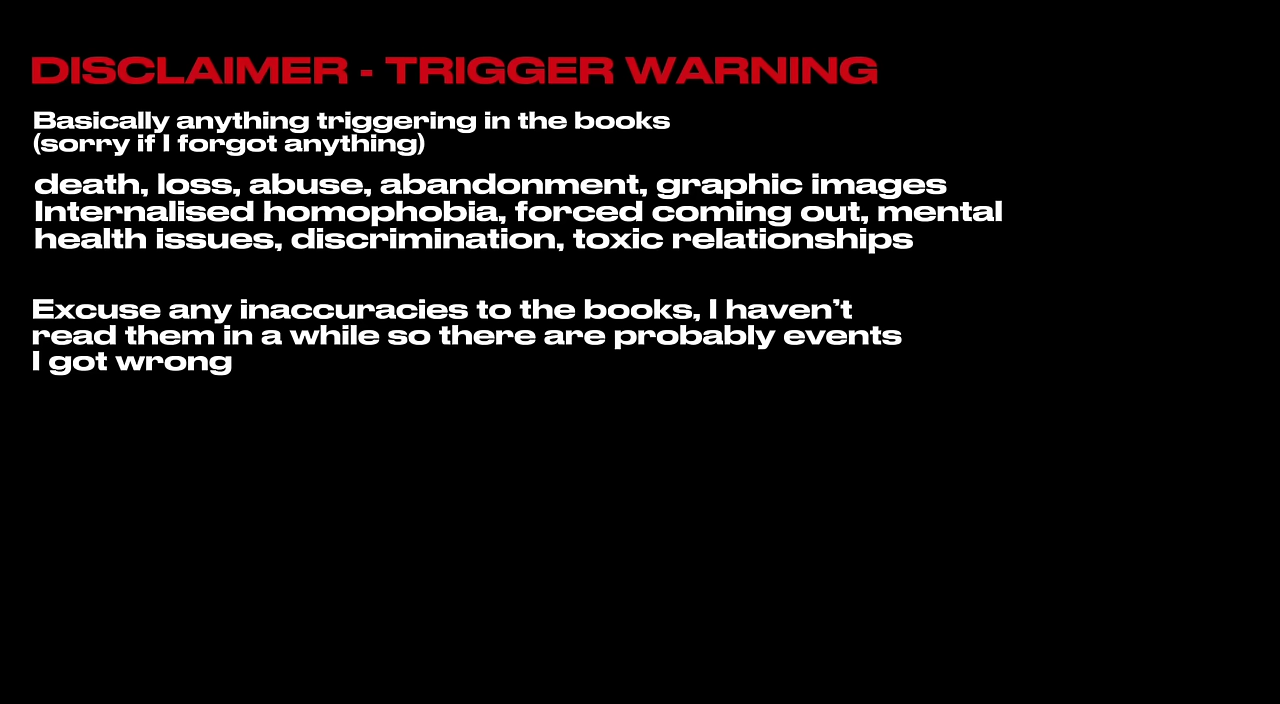 DISCLAIMER - TRIGGER WARNING
Basically anything triggering in the books
(sorry if I forgot anything)
death, loss, abuse, abandonment, graphic images
Internalised homophobia, forced coming out, mental
health issues, discrimination, toxic relationships
Excuse any inaccuracies to the books, I haven’t
read them in a while so there are probably events
I got wrong